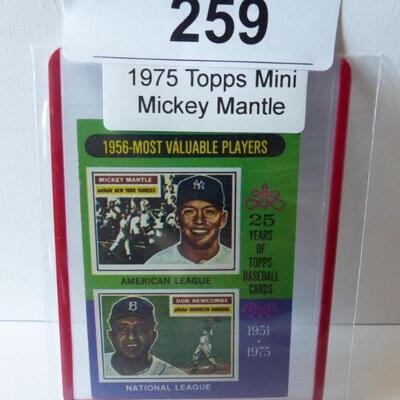 259
1975 Topps Mini
Mickey Mantle
1956-MOST VALUABLE PLAYERS
MICKEY MANTLE
outfield NEW YORK YANKEES
AMERICAN LEAGUE
25
YEARS
OF
TOPPS
BASEBALL
CARDS
DON NEWCOMBE
pitcher BROOKLYN DODGERS
NATIONAL LEAGUE
1951
•
1975